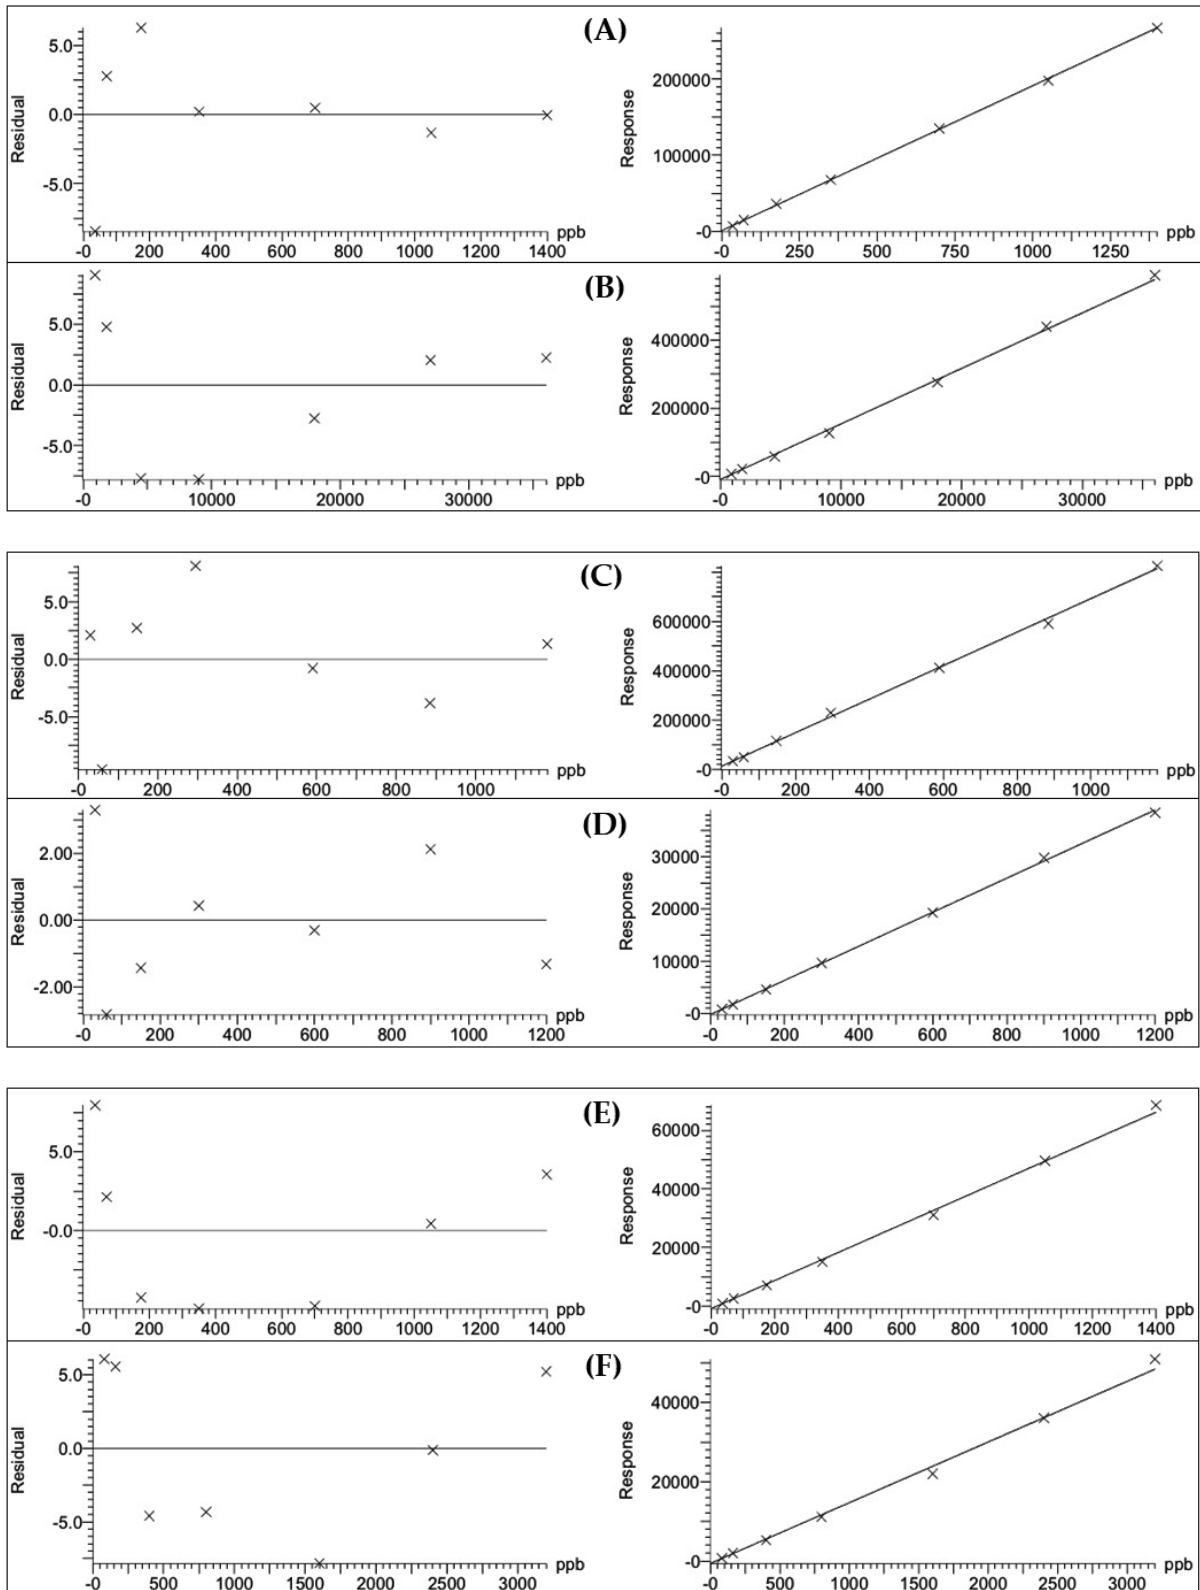 (A)
Residual
5.0
0.0
-5.0
-0 200 400 600 800 1000 1200 1400 ppb
Response
200000
100000
-0
-0 250 500 750 1000 1250 ppb
(B)
Residual
5.0
0.0
-5.0
-0 10000 20000 30000 ppb
Response
400000
200000
-0
-0 10000 20000 30000 ppb
(C)
Residual
5.0
0.0
-5.0
-0 200 400 600 800 1000 ppb
Response
600000
400000
200000
-0
-0 200 400 600 800 1000 ppb
(D)
Residual
2.00
0.00
-2.00
-0 200 400 600 800 1000 1200 ppb
Response
30000
20000
10000
-0
-0 200 400 600 800 1000 1200 ppb
(E)
Residual
5.0
-0.0
-0 200 400 600 800 1000 1200 1400 ppb
Response
60000
40000
20000
-0
-0 200 400 600 800 1000 1200 1400 ppb
(F)
Residual
5.0
0.0
-5.0
-0 500 1000 1500 2000 2500 3000 ppb
Response
40000
20000
-0
-0 500 1000 1500 2000 2500 3000 ppb